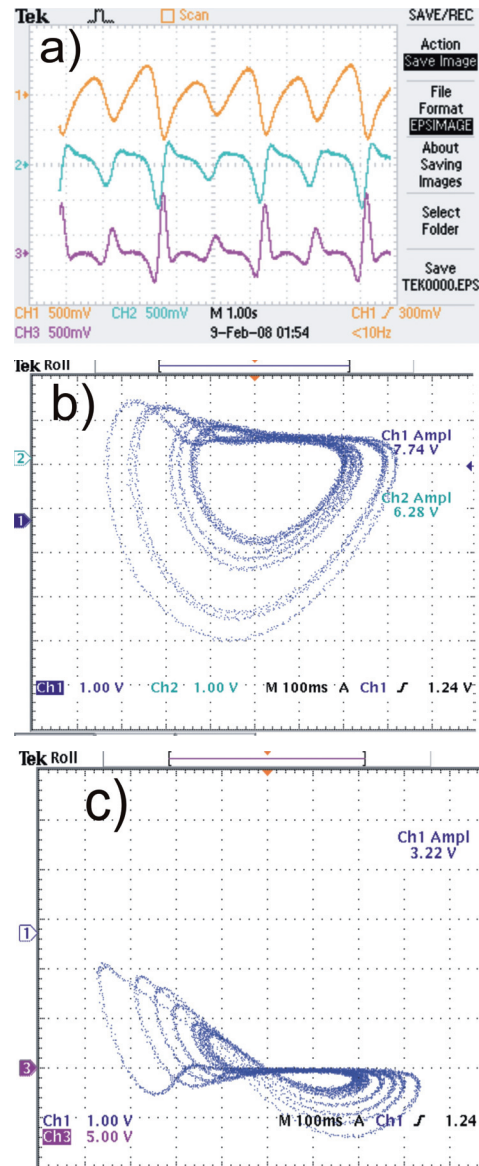 Tek Scan SAVE/REC
a)
Action
Save Image
File
Format
EPSIMAGE
About
Saving
Images
Select
Folder
Save
TEK0000.EPS
1
2
3
CH1 500mV CH2 500mV M 1.00s CH1 300mV
CH3 500mV 9-Feb-08 01:54 <10Hz
Tek Roll
b)
2
1
Ch1 Ampl
7.74 V
Ch2 Ampl
6.28 V
Ch1 1.00 V Ch2 1.00 V M 100ms A Ch1 1.24 V
Tek Roll
c)
Ch1 Ampl
3.22 V
1
3
Ch1 1.00 V M 100ms A Ch1 1.24
Ch3 5.00 V